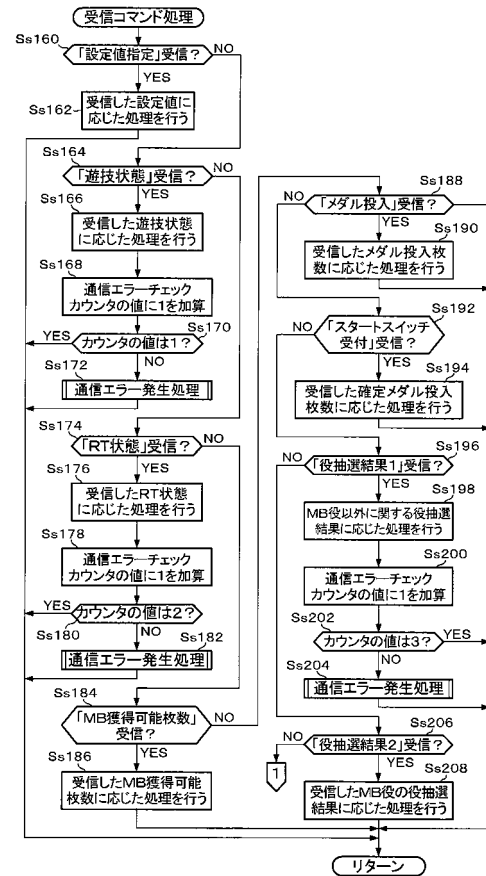 受信コマンド処理
Ss160
「設定値指定」受信？
NO
YES
Ss162
受信した設定値に
応じた処理を行う
Ss164
「遊技状態」受信？
NO
YES
Ss166
受信した遊技状態
に応じた処理を行う
Ss168
通信エラーチェック
カウンタの値に1を加算
Ss170
カウンタの値は1？
YES
NO
Ss172
通信エラー発生処理
Ss174
「RT状態」受信？
NO
YES
Ss176
受信したRT状態
に応じた処理を行う
Ss178
通信エラーチェック
カウンタの値に1を加算
YES
カウンタの値は2？
Ss180
NO
Ss182
通信エラー発生処理
Ss184
「MB獲得可能枚数」
受信？
NO
YES
Ss186
受信したMB獲得可能
枚数に応じた処理を行う
Ss188
NO
「メダル投入」受信？
YES
Ss190
受信したメダル投入枚
数に応じた処理を行う
Ss192
NO
「スタートスイッチ
受付」受信？
YES
Ss194
受信した確定メダル投入
枚数に応じた処理を行う
Ss196
NO
「役抽選結果1」受信？
YES
Ss198
MB役以外に関する役抽選
結果に応じた処理を行う
Ss200
通信エラーチェック
カウンタの値に1を加算
Ss202
カウンタの値は3？
YES
NO
Ss204
通信エラー発生処理
Ss206
NO
「役抽選結果2」受信？
1
YES
Ss208
受信したMB役の役抽選
結果に応じた処理を行う
リターン